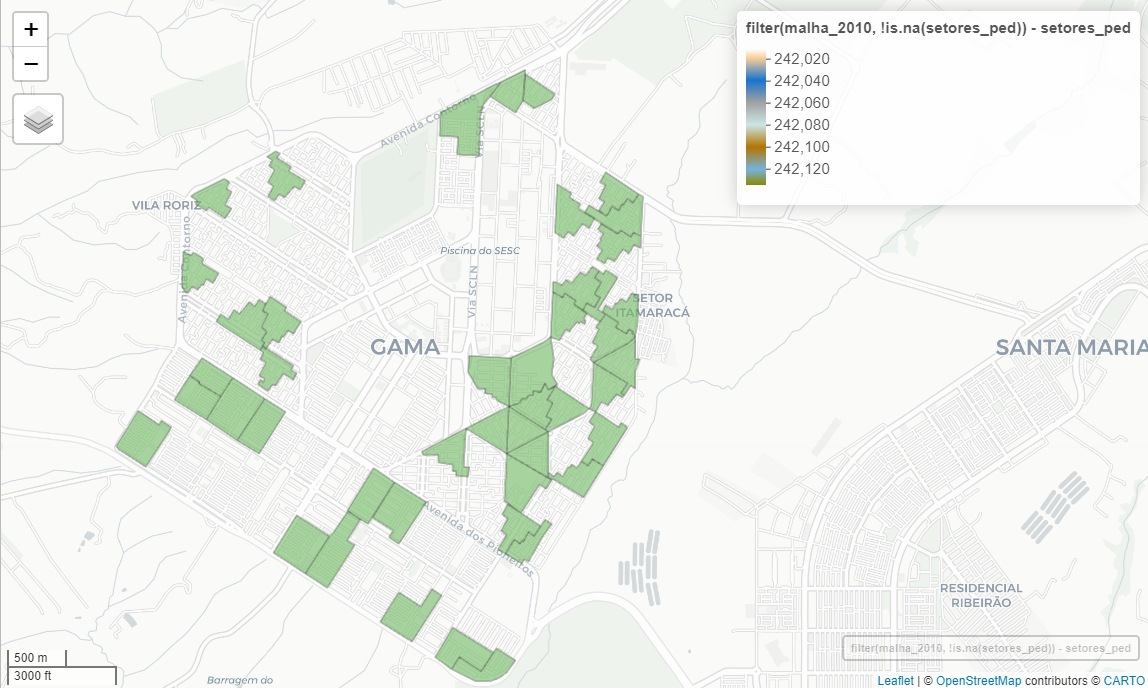 +
−
filter(malha_2010, !is.na(setores_ped)) - setores_ped
242,020
242,040
242,060
242,080
242,100
242,120
Avenida Contorno
Via SCLN
VILA RORIZ
Avenida Contorno
Piscina do SESC
Via SCLN
SETOR
ITAMARACÁ
GAMA
SANTA MARIA
Avenida dos Pioneiros
RESIDENCIAL
RIBEIRÃO
filter(malha_2010, !is.na(setores_ped)) - setores_ped
500 m
3000 ft
Barragem do
Leaflet | © OpenStreetMap contributors © CARTO